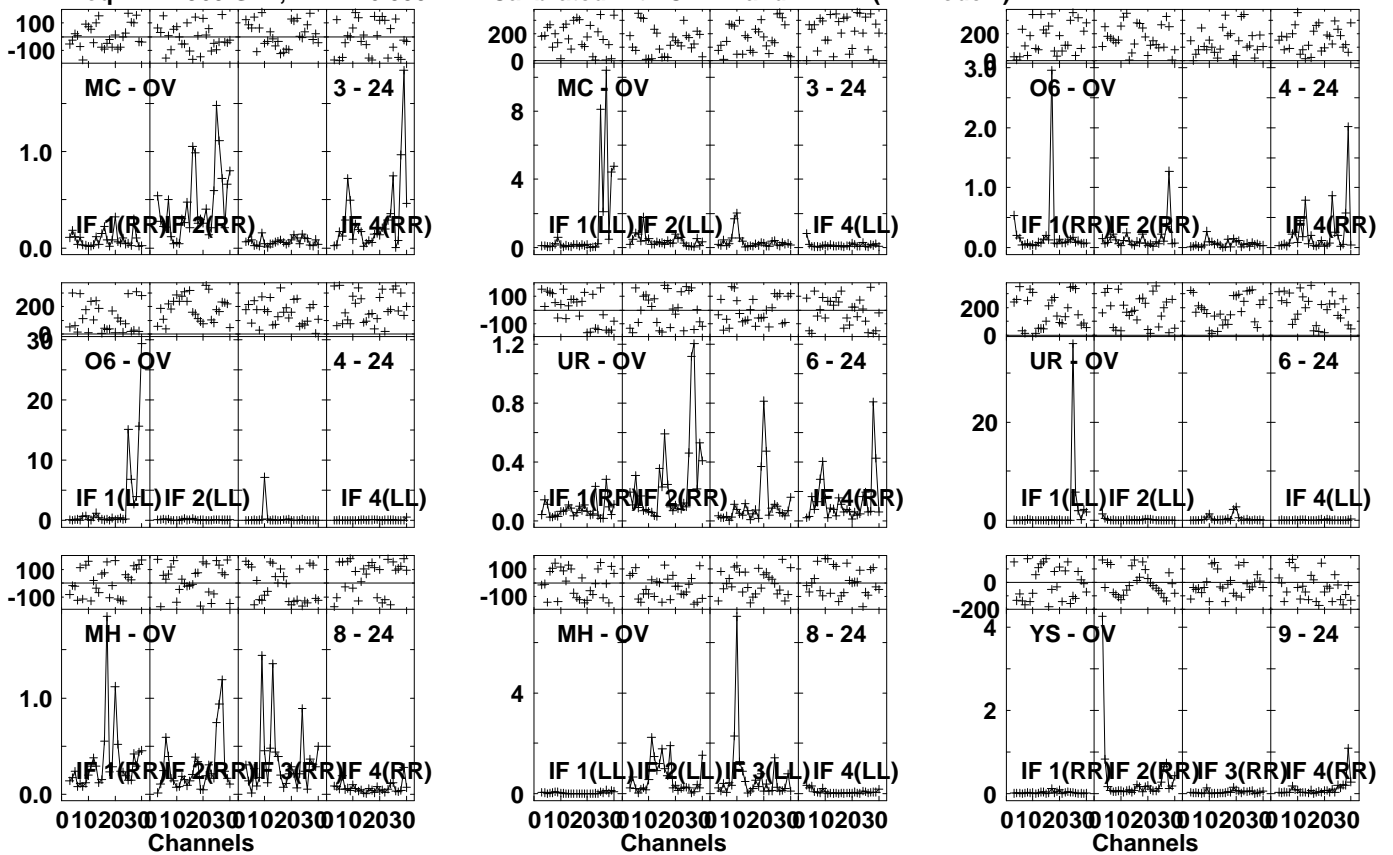 100
-100
MC - OV 3 - 24
1.0
0.0
IF 1(RR) IF 2(RR) IF 4(RR)
200
0
MC - OV 3 - 24
8
4
0
IF 1(LL) IF 2(LL) IF 4(LL)
200
0
3.0
O6 - OV 4 - 24
2.0
1.0
0.0
IF 1(RR) IF 2(RR) IF 4(RR)
200
0
30
O6 - OV 4 - 24
20
10
0
IF 1(LL) IF 2(LL) IF 4(LL)
100
-100
1.2
UR - OV 6 - 24
0.8
0.4
0.0
IF 1(RR) IF 2(RR) IF 4(RR)
200
0
UR - OV 6 - 24
20
0
IF 1(LL) IF 2(LL) IF 4(LL)
100
-100
MH - OV 8 - 24
1.0
0.0
IF 1(RR) IF 2(RR) IF 3(RR) IF 4(RR)
0102030 0102030 0102030 0102030
Channels
100
-100
MH - OV 8 - 24
4
0
IF 1(LL) IF 2(LL) IF 3(LL) IF 4(LL)
0102030 0102030 0102030 0102030
Channels
0
-200
4
YS - OV 9 - 24
2
0
IF 1(RR) IF 2(RR) IF 3(RR) IF 4(RR)
0102030 0102030 0102030 0102030
Channels